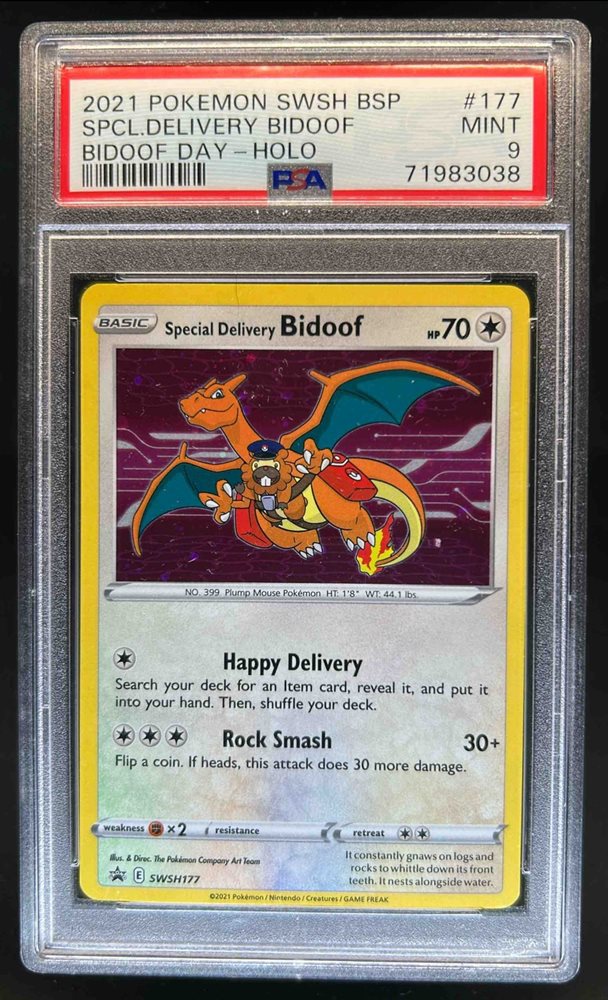 2021 POKEMON SWSH BSP #177
SPCL.DELIVERY BIDOOF MINT
BIDOOF DAY – HOLO 9
PSA 71983038
BASIC Special Delivery Bidoof HP70
NO. 399 Plump Mouse Pokémon HT: 1'8" WT: 44.1 lbs.
Happy Delivery
Search your deck for an Item card, reveal it, and put it
into your hand. Then, shuffle your deck.
Rock Smash 30+
Flip a coin. If heads, this attack does 30 more damage.
weakness ×2 resistance retreat
Illus. & Direc. The Pokémon Company Art Team
E SWSH177
It constantly gnaws on logs and
rocks to whittle down its front
teeth. It nests alongside water.
©2021 Pokémon / Nintendo / Creatures / GAME FREAK